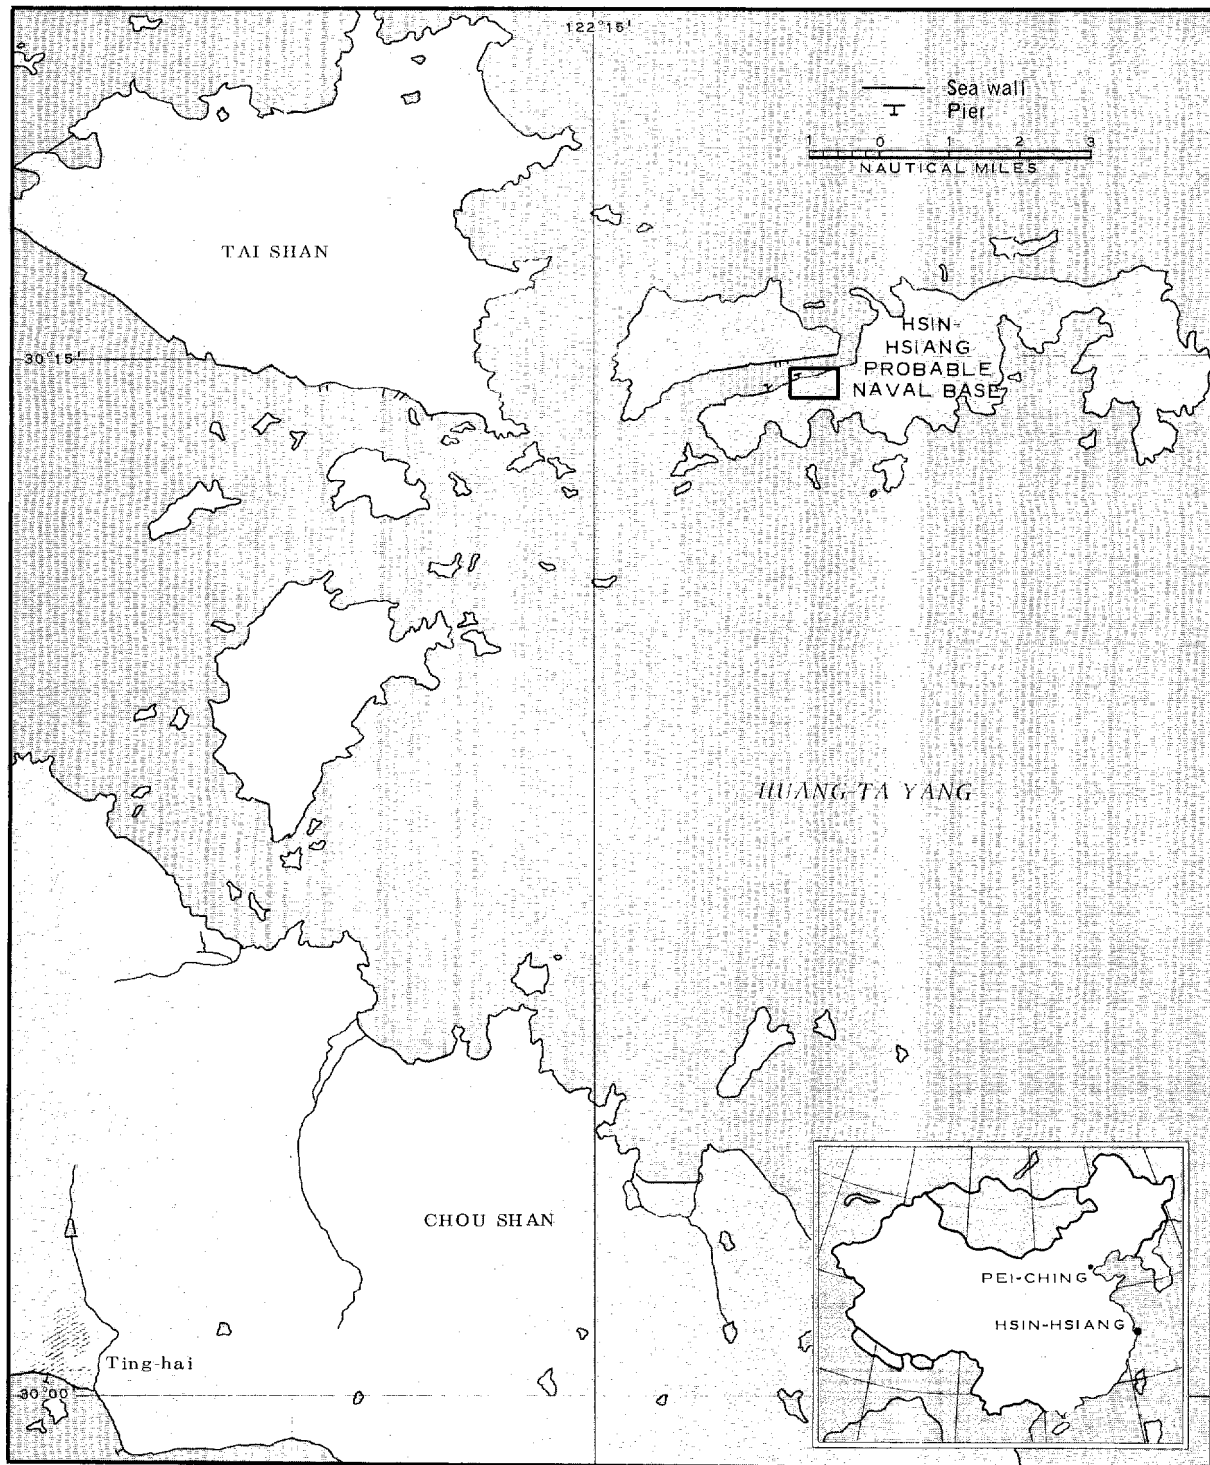 122°15'
Sea wall
Pier
1 0 1 2 3
NAUTICAL MILES
TAI SHAN
30°15'
HSIN-
HSIANG
PROBABLE
NAVAL BASE
HUANG TA YANG
CHOU SHAN
PEI-CHING
HSIN-HSIANG
Ting-hai
30°00'